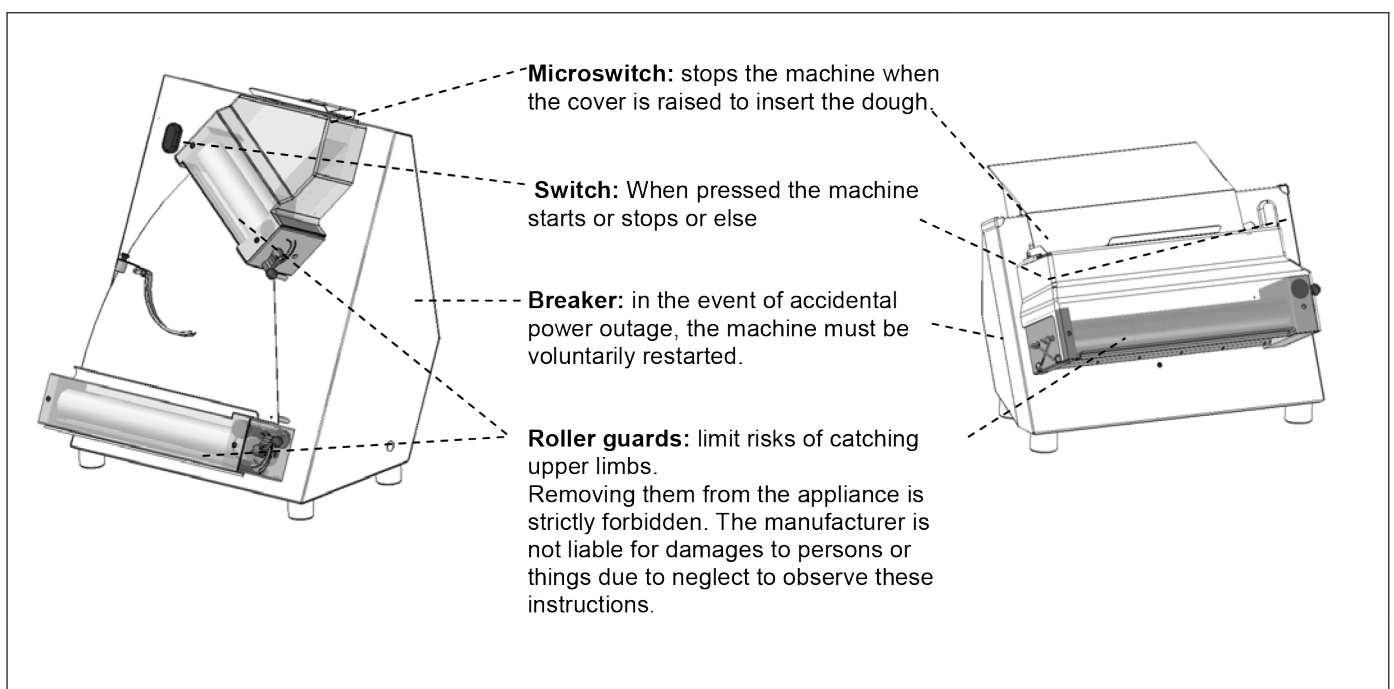 Microswitch: stops the machine when
the cover is raised to insert the dough.
Switch: When pressed the machine
starts or stops or else
Breaker: in the event of accidental
power outage, the machine must be
voluntarily restarted.
Roller guards: limit risks of catching
upper limbs.
Removing them from the appliance is
strictly forbidden. The manufacturer is
not liable for damages to persons or
things due to neglect to observe these
instructions.